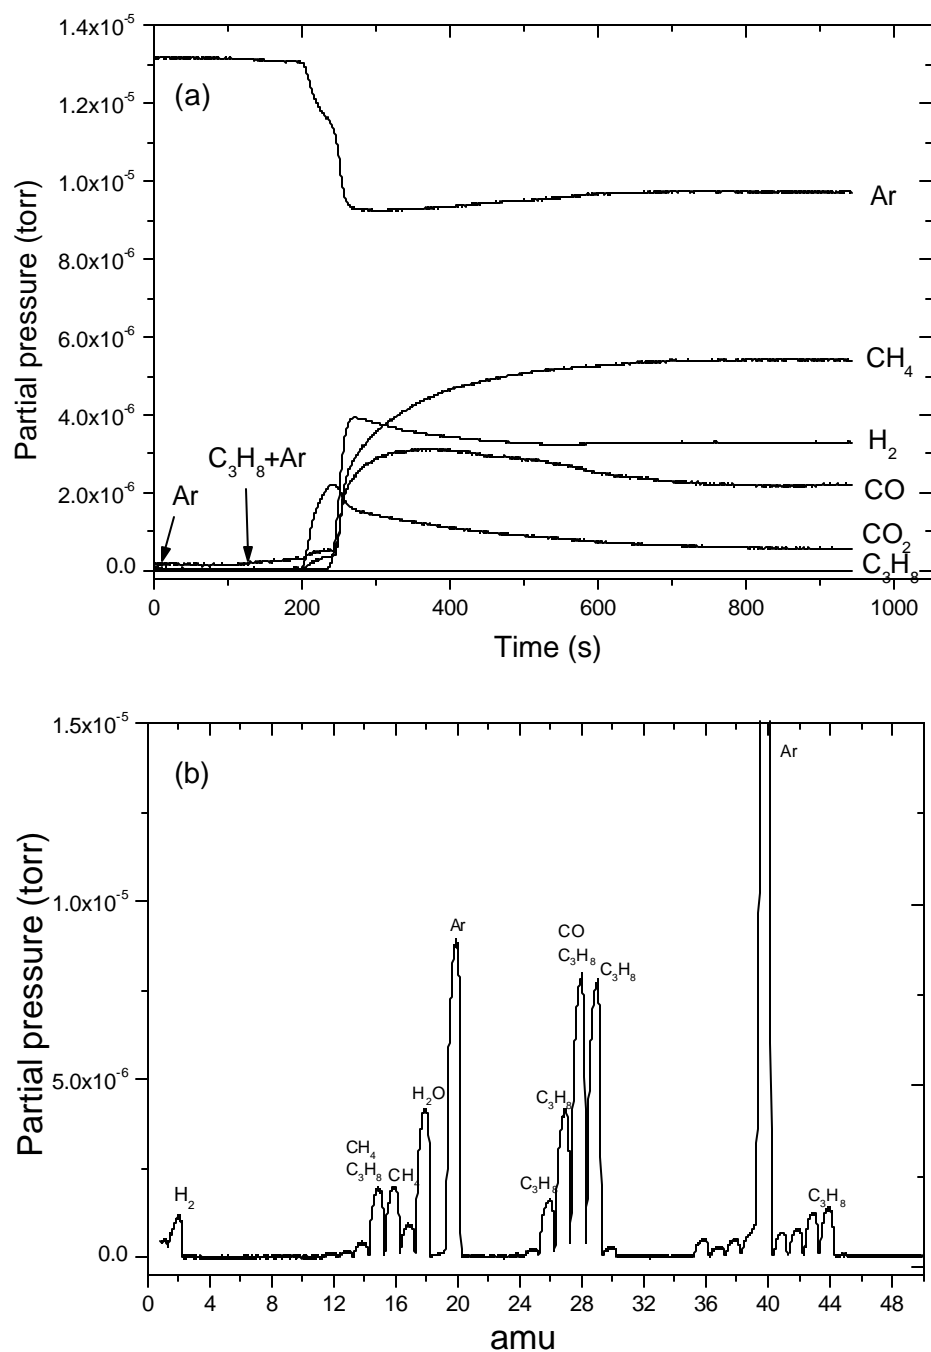 1.4x10⁻⁵
(a)
1.2x10⁻⁵
1.0x10⁻⁵
Ar
8.0x10⁻⁶
6.0x10⁻⁶
CH₄
4.0x10⁻⁶
H₂
C₃H₈+Ar
2.0x10⁻⁶
Ar
CO
CO₂
0.0
C₃H₈
0 200 400 600 800 1000
Time (s)
Partial pressure (torr)
1.5x10⁻⁵
(b)
Ar
1.0x10⁻⁵
Ar
CO
C₃H₈
C₃H₈
5.0x10⁻⁶
H₂O
C₃H₈
CH₄
C₃H₈
CH₄
C₃H₈
H₂
C₃H₈
0.0
0 4 8 12 16 20 24 28 32 36 40 44 48
amu
Partial pressure (torr)